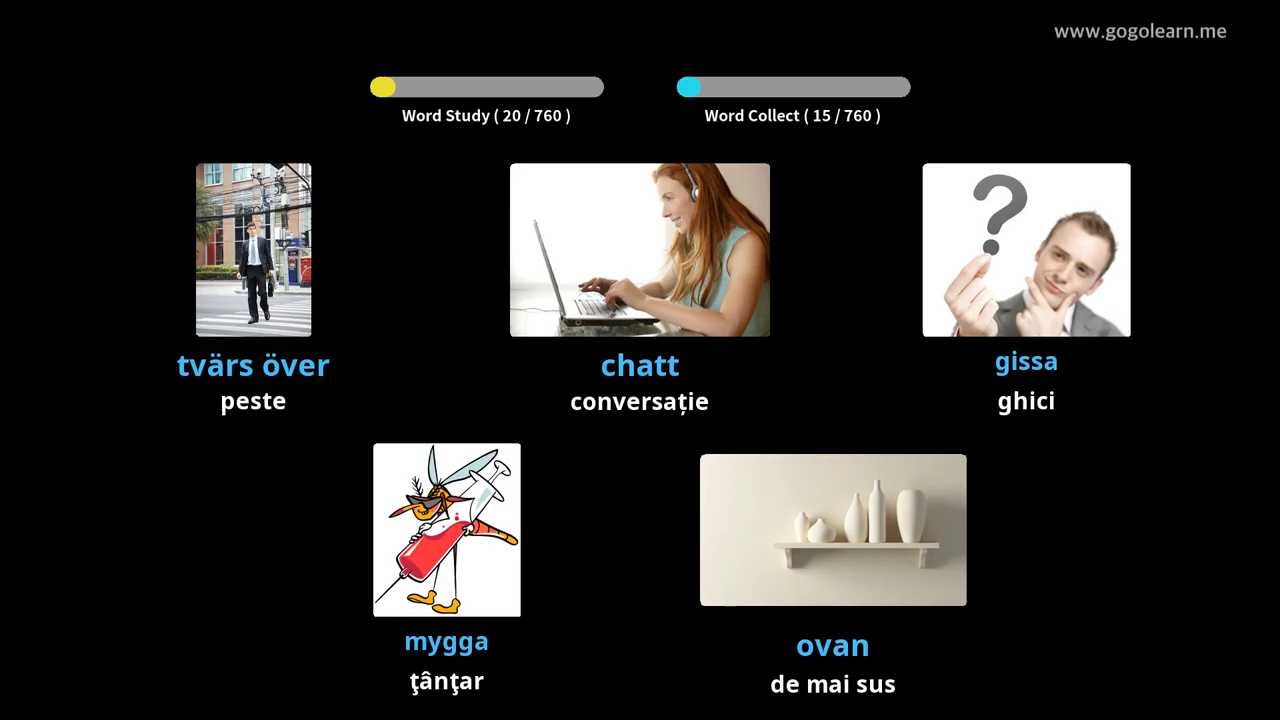 www.gogolearn.me
Word Study ( 20 / 760 )
Word Collect ( 15 / 760 )
tvärs över
peste
chatt
conversație
gissa
ghici
mygga
ţânţar
ovan
de mai sus